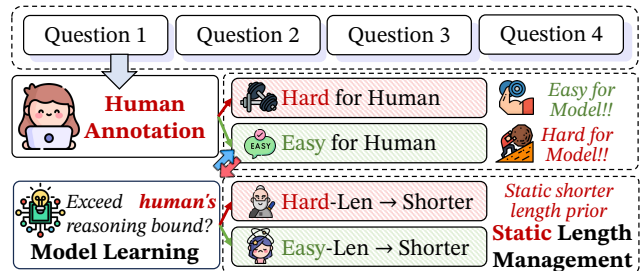 Question 1
Question 2
Question 3
Question 4
Human
Annotation
Hard for Human
Easy for
Model!!
EASY
Easy for Human
Hard for
Model!!
Exceed human's
reasoning bound?
Model Learning
Hard-Len → Shorter
Easy-Len → Shorter
Static shorter
length prior
Static Length
Management